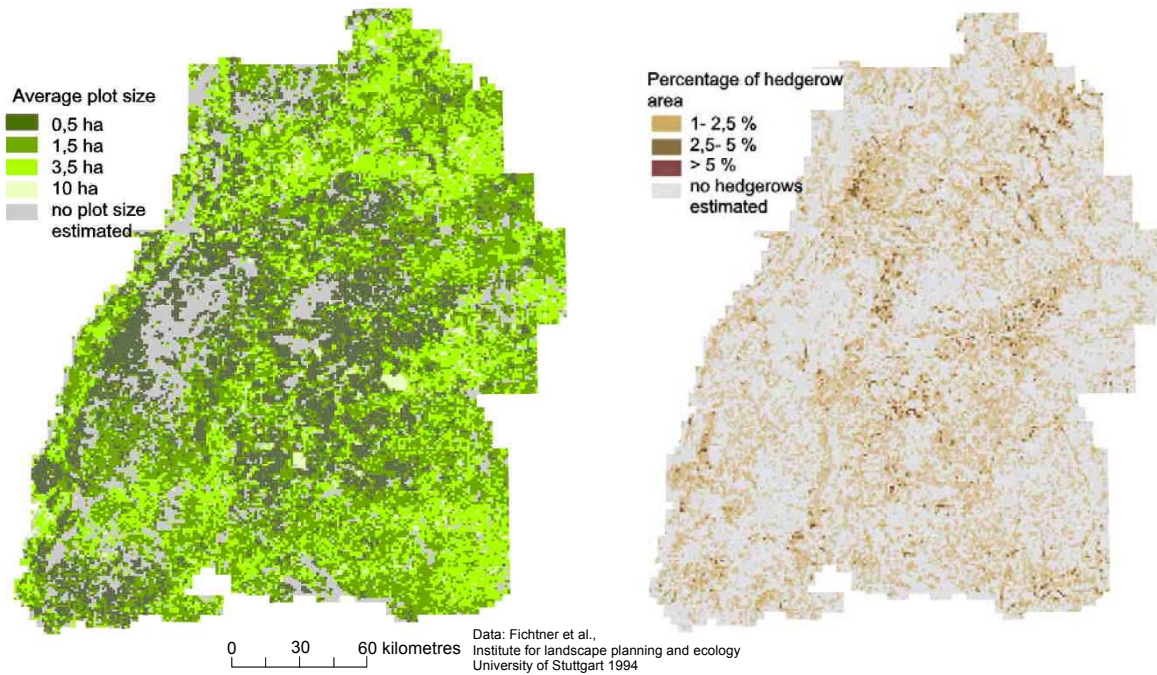 Average plot size
0,5 ha
1,5 ha
3,5 ha
10 ha
no plot size
estimated
Percentage of hedgerow
area
1- 2,5 %
2,5- 5 %
> 5 %
no hedgerows
estimated
0 30 60 kilometres
Data: Fichtner et al.,
Institute for landscape planning and ecology
University of Stuttgart 1994